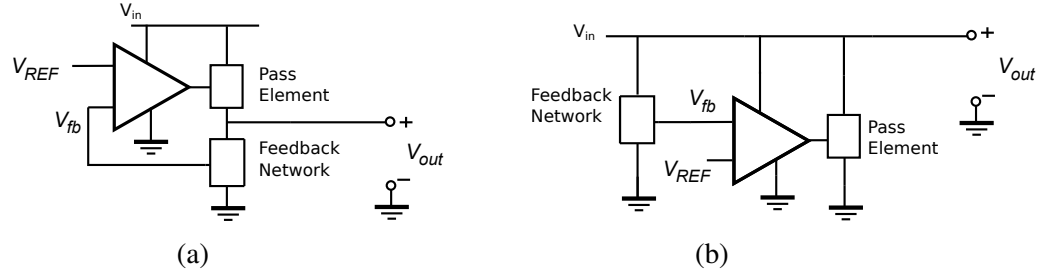 V_in
V_REF
Pass
Element
V_fb
+
Feedback
Network
V_out
−
(a)
V_in
+
V_out
Feedback
Network
V_fb
−
Pass
Element
V_REF
(b)